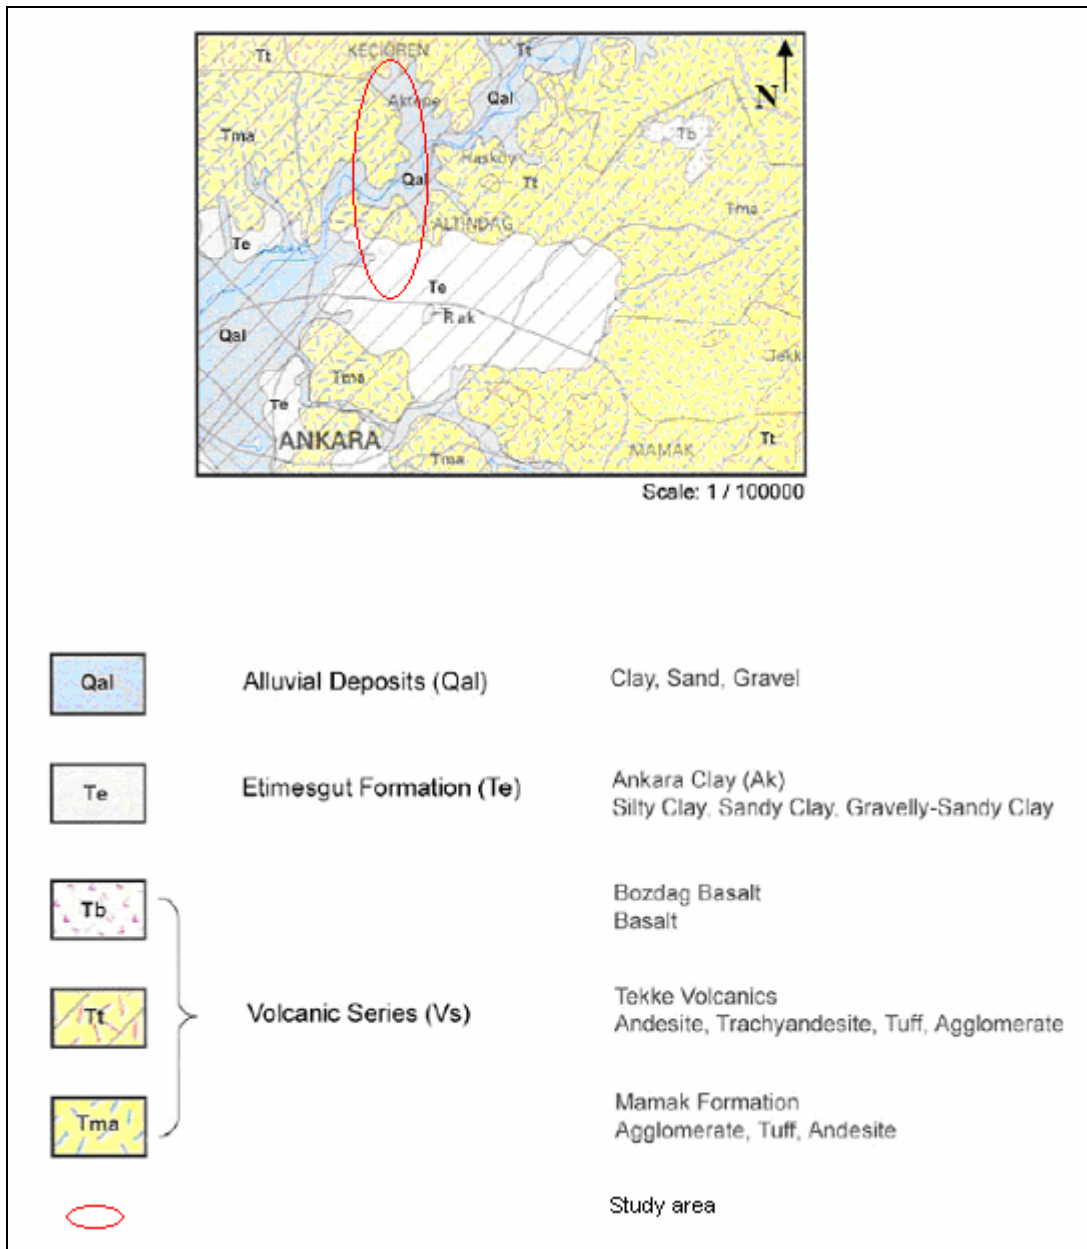 Tt
KEÇİÖREN
Tt
Aktepe
Qal
N
Tb
Tma
Hasköy
Qal
Tt
Tma
ALTINDAG
Te
Te
Qal
Tma
Te
ANKARA
Tma
MAMAK
Tt
Scale: 1 / 100000
Qal
Alluvial Deposits (Qal)
Clay, Sand, Gravel
Te
Etimesgut Formation (Te)
Ankara Clay (Ak)
Silty Clay, Sandy Clay, Gravelly-Sandy Clay
Tb
Bozdag Basalt
Basalt
Tt
Volcanic Series (Vs)
Tekke Volcanics
Andesite, Trachyandesite, Tuff, Agglomerate
Tma
Mamak Formation
Agglomerate, Tuff, Andesite
Study area